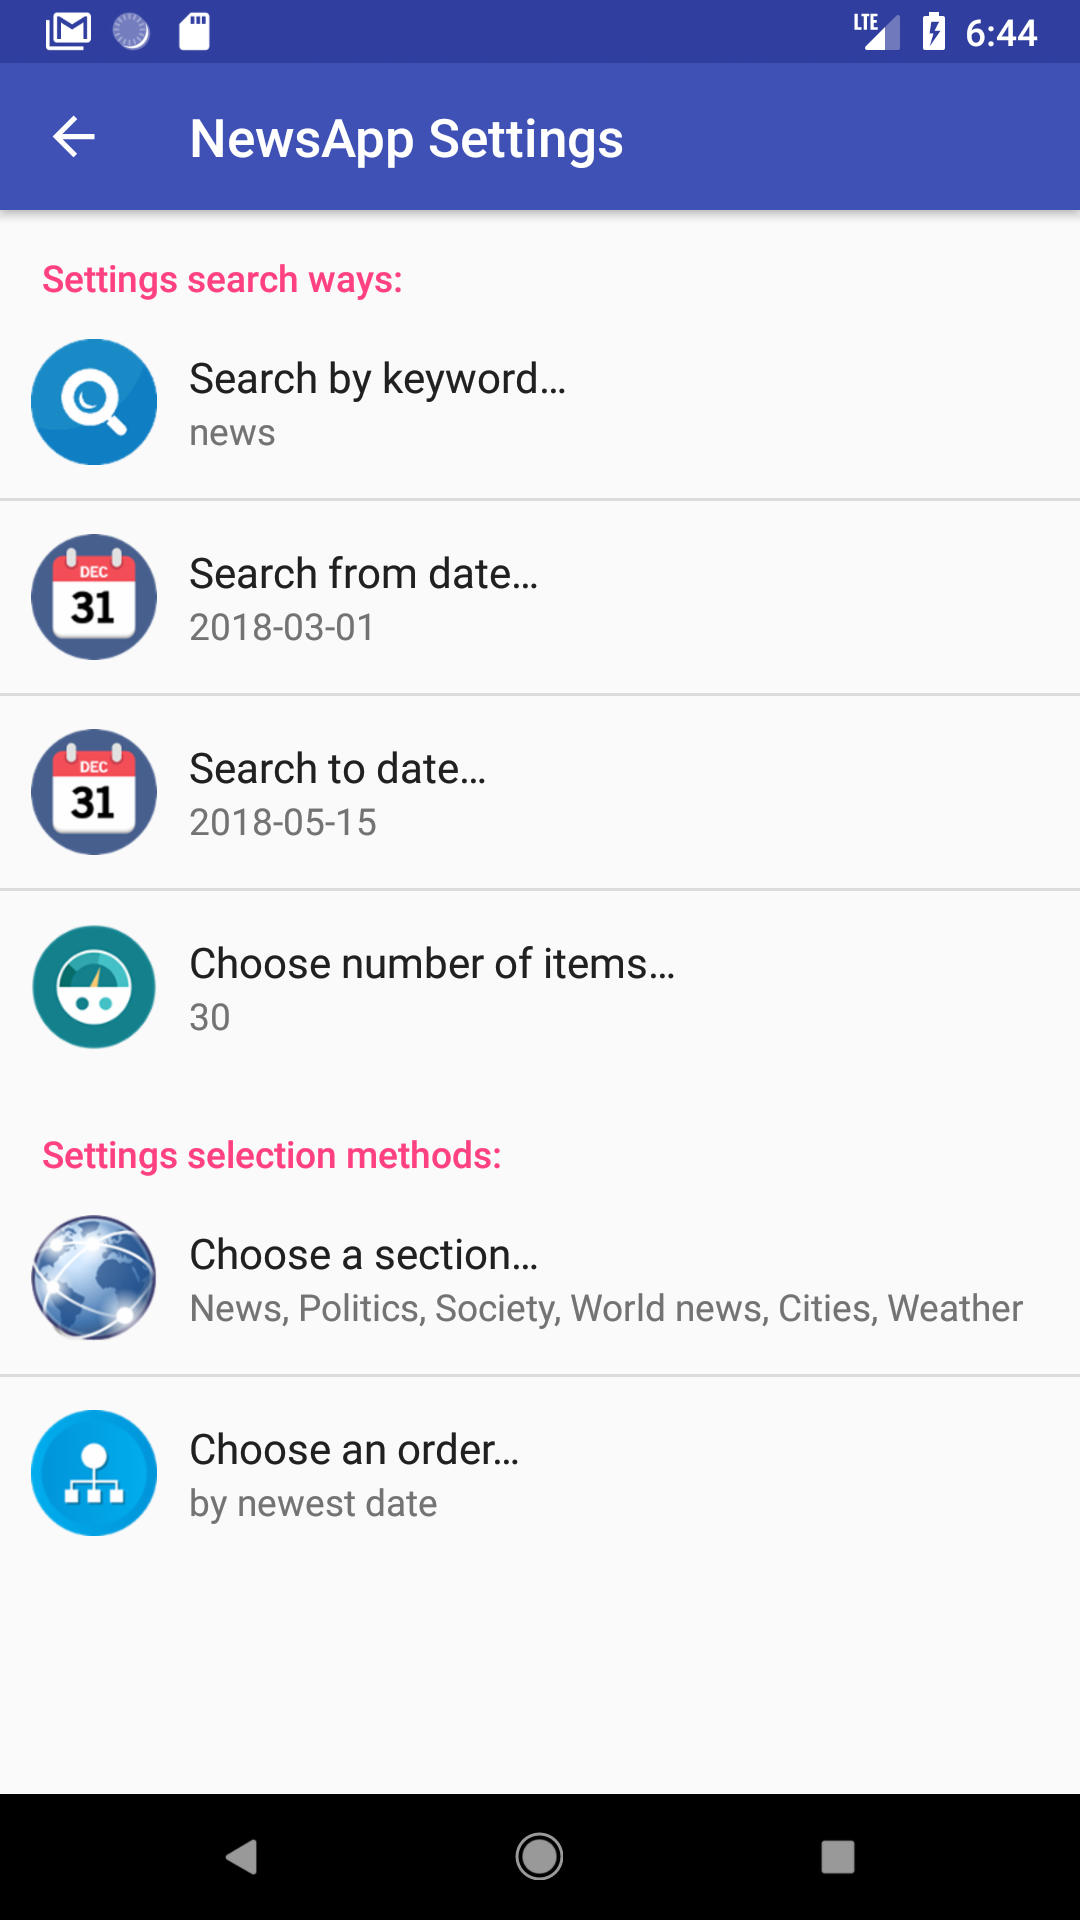 LTE 6:44
NewsApp Settings
Settings search ways:
Search by keyword...
news
DEC
31
Search from date...
2018-03-01
DEC
31
Search to date...
2018-05-15
Choose number of items...
30
Settings selection methods:
Choose a section...
News, Politics, Society, World news, Cities, Weather
Choose an order...
by newest date